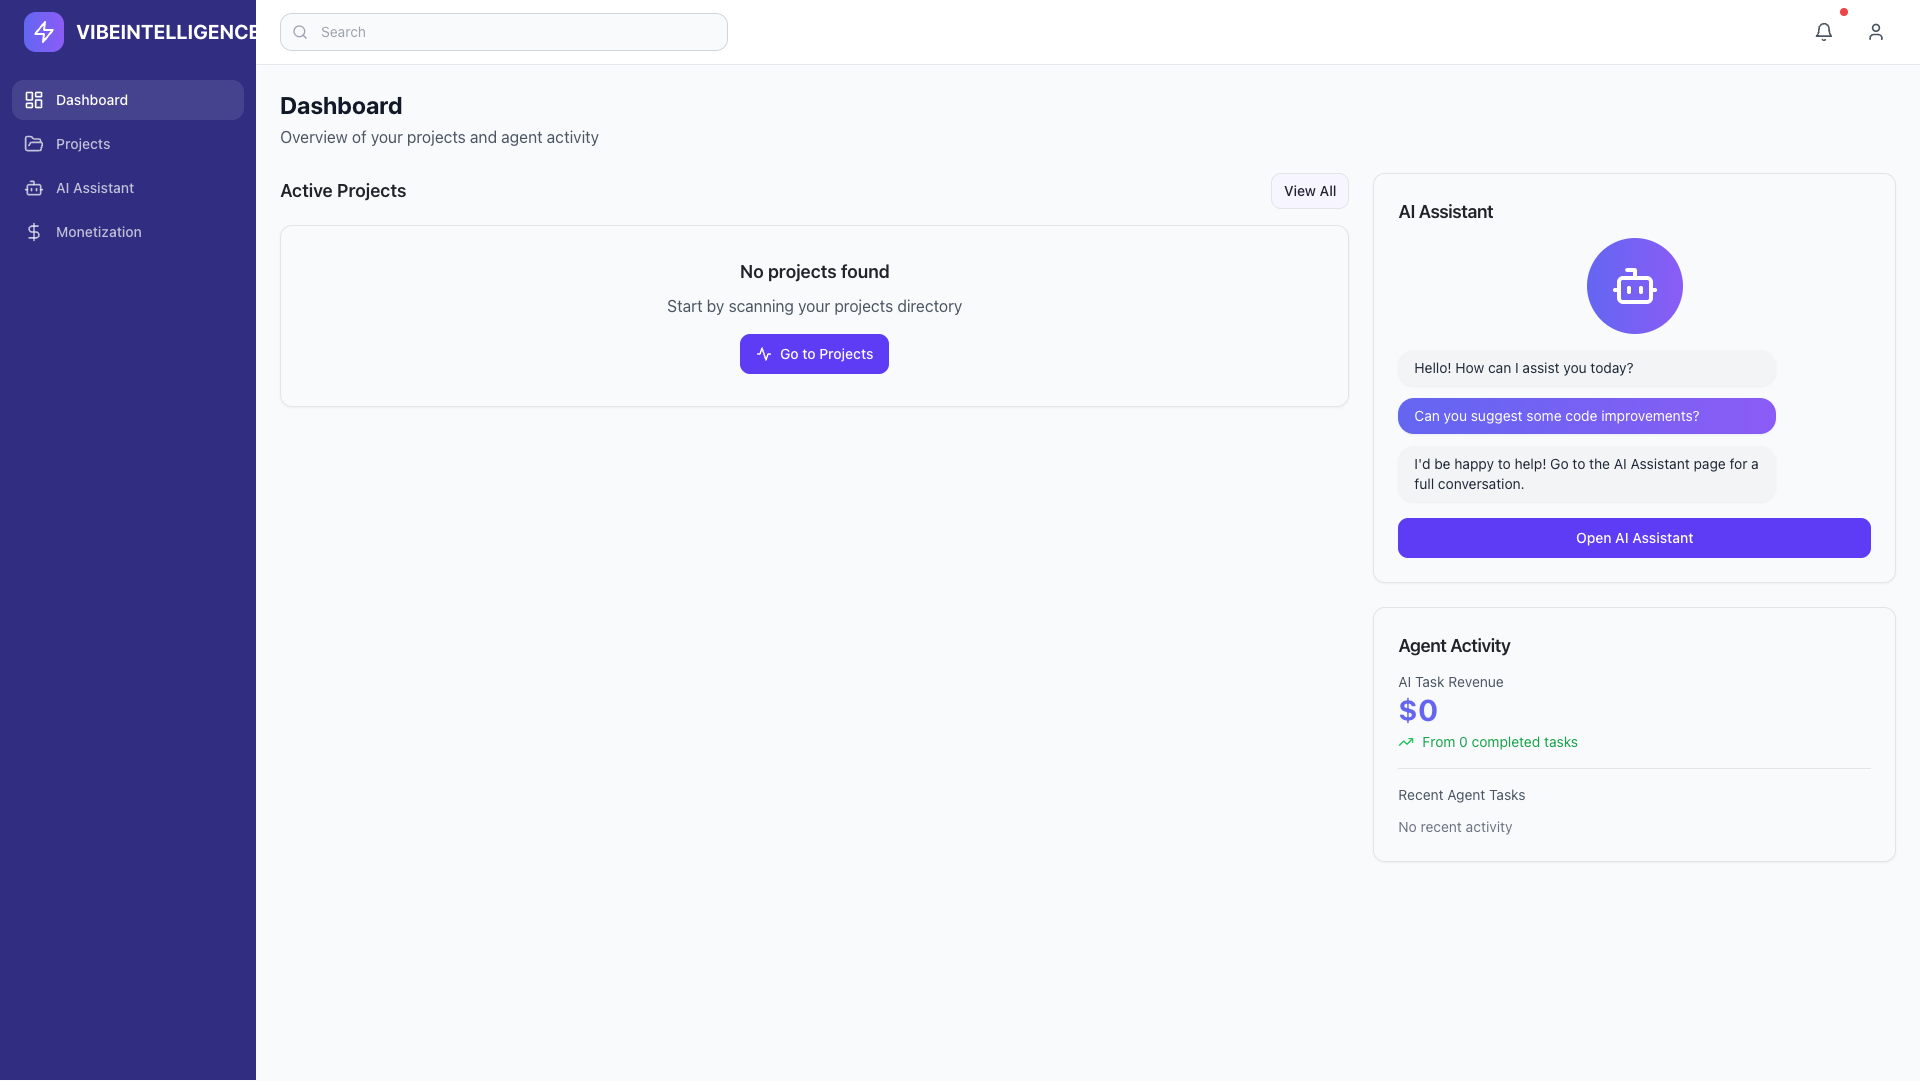 VIBEINTELLIGENCE
Search
Dashboard
Projects
AI Assistant
Monetization
Dashboard
Overview of your projects and agent activity
Active Projects
View All
No projects found
Start by scanning your projects directory
Go to Projects
AI Assistant
Hello! How can I assist you today?
Can you suggest some code improvements?
I'd be happy to help! Go to the AI Assistant page for a
full conversation.
Open AI Assistant
Agent Activity
AI Task Revenue
$0
From 0 completed tasks
Recent Agent Tasks
No recent activity